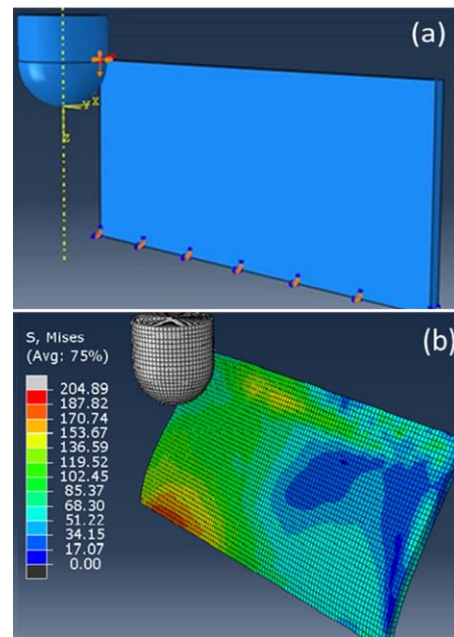 (a)
X
Y
Z
(b)
S, Mises
(Avg: 75%)
204.89
187.82
170.74
153.67
136.59
119.52
102.45
85.37
68.30
51.22
34.15
17.07
0.00